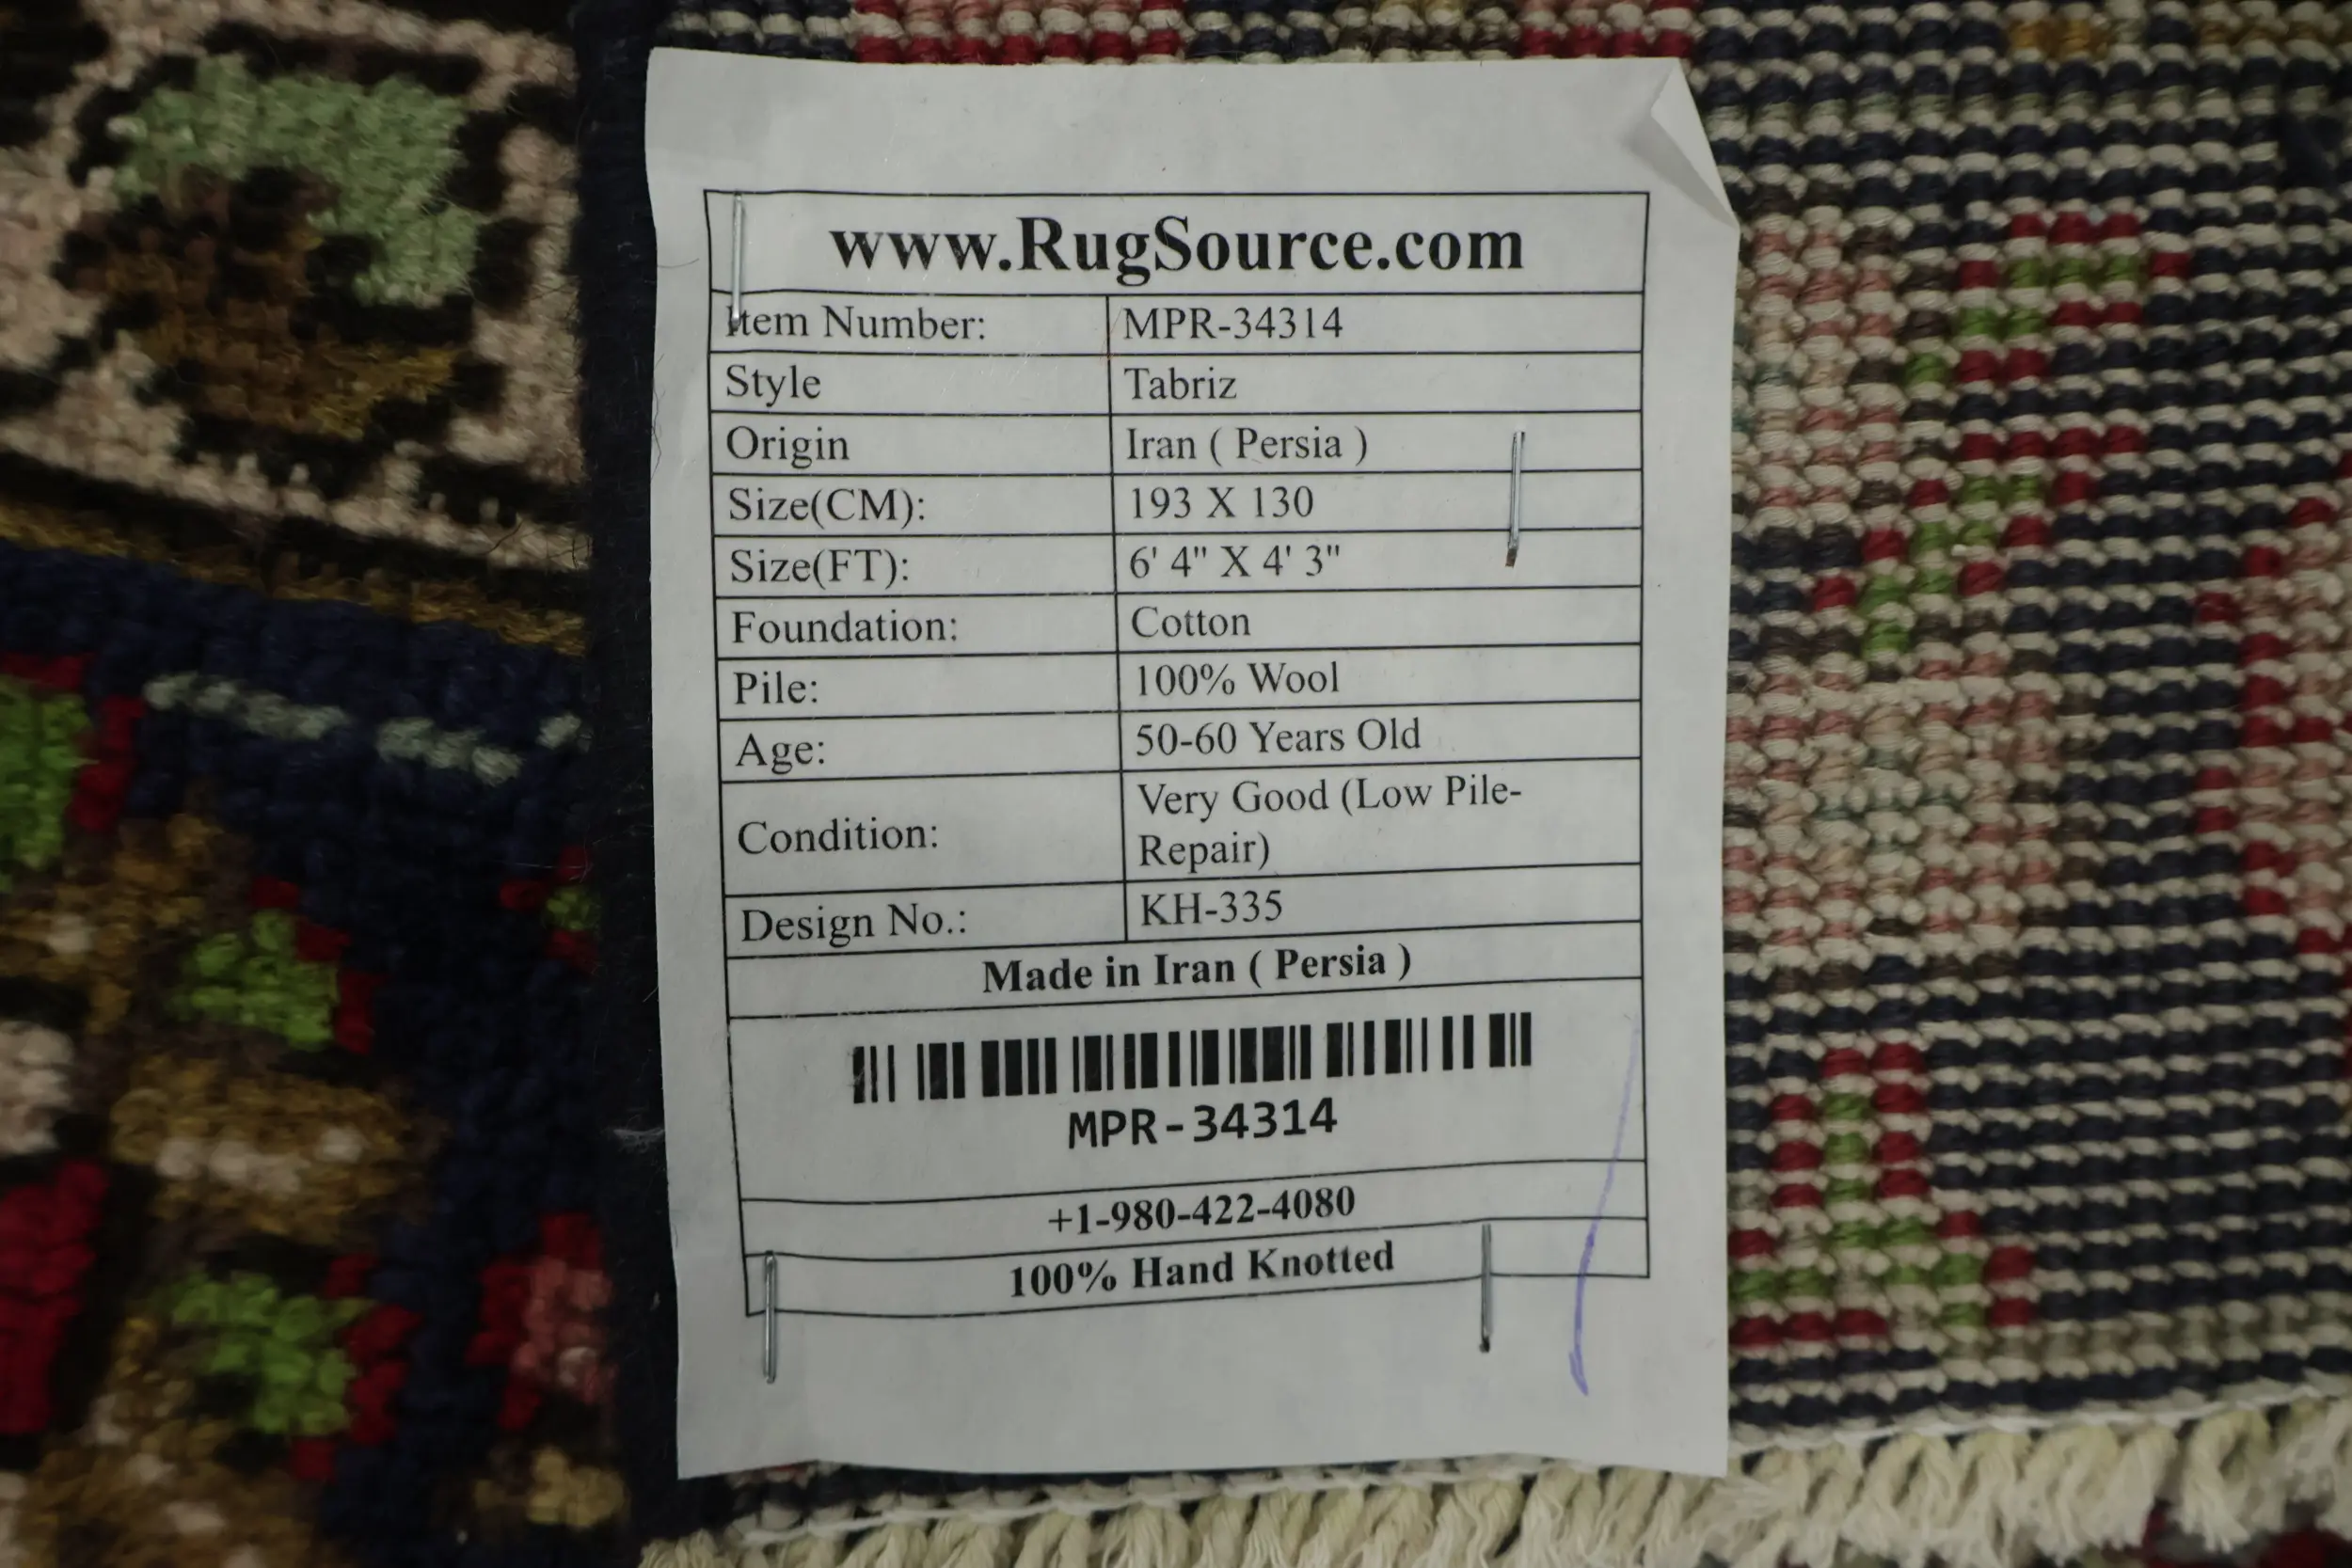 www.RugSource.com
Item Number: MPR-34314
Style Tabriz
Origin Iran ( Persia )
Size(CM): 193 X 130
Size(FT): 6' 4" X 4' 3"
Foundation: Cotton
Pile: 100% Wool
Age: 50-60 Years Old
Condition: Very Good (Low Pile-
Repair)
Design No.: KH-335
Made in Iran ( Persia )
MPR-34314
+1-980-422-4080
100% Hand Knotted